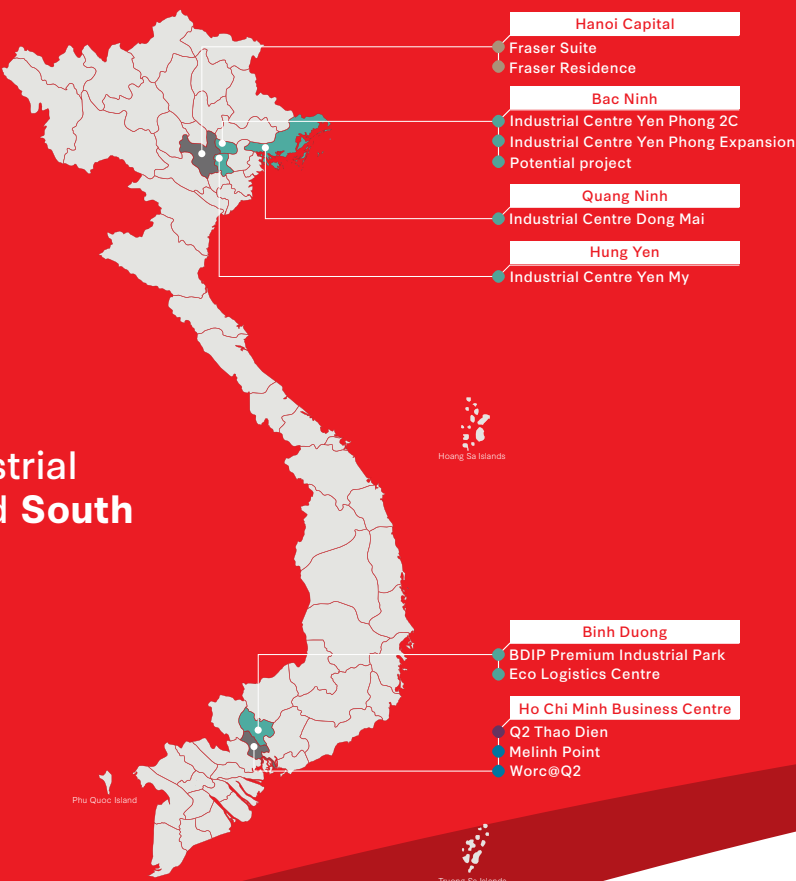 Hanoi Capital
Fraser Suite
Fraser Residence
Bac Ninh
Industrial Centre Yen Phong 2C
Industrial Centre Yen Phong Expansion
Potential project
Quang Ninh
Industrial Centre Dong Mai
Hung Yen
Industrial Centre Yen My
Hoang Sa Islands
strial
d South
Binh Duong
BDIP Premium Industrial Park
Eco Logistics Centre
Ho Chi Minh Business Centre
Q2 Thao Dien
Melinh Point
Worc@Q2
Phu Quoc Island
Truong Sa Islands